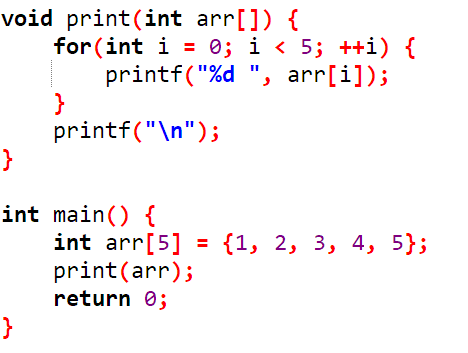 void print(int arr[]) {
    for(int i = 0; i < 5; ++i) {
        printf("%d ", arr[i]);
    }
    printf("\n");
}

int main() {
    int arr[5] = {1, 2, 3, 4, 5};
    print(arr);
    return 0;
}